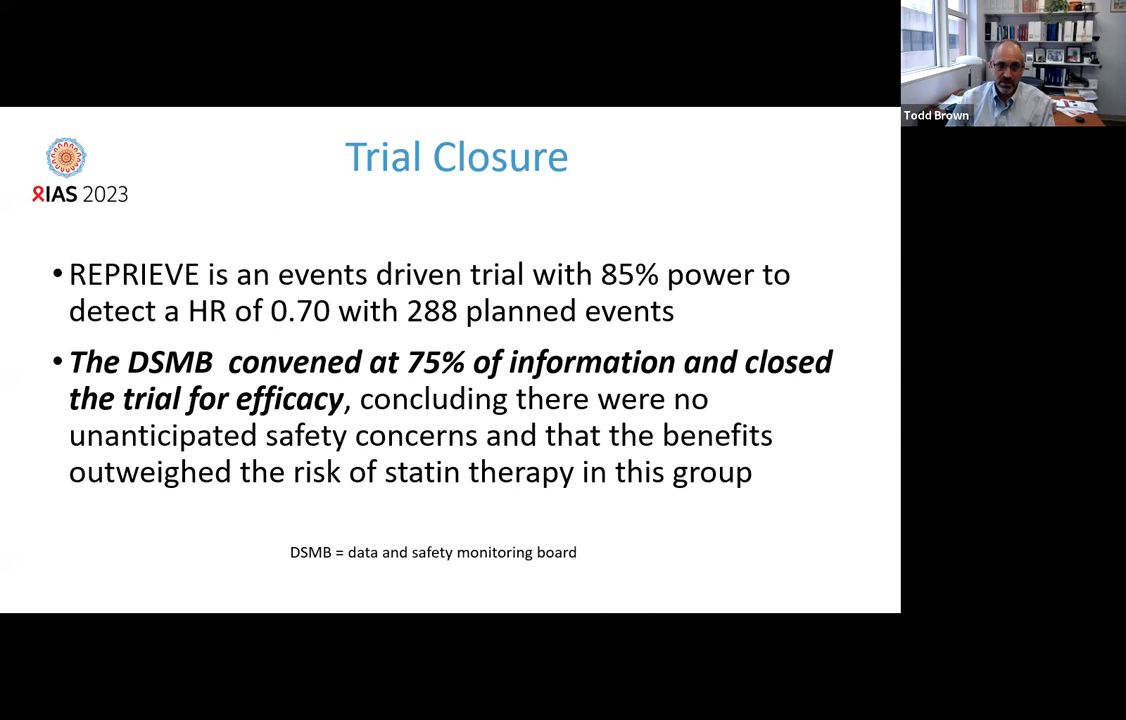 Todd Brown
Trial Closure
IAS 2023
• REPRIEVE is an events driven trial with 85% power to
detect a HR of 0.70 with 288 planned events
• The DSMB convened at 75% of information and closed
the trial for efficacy, concluding there were no
unanticipated safety concerns and that the benefits
outweighed the risk of statin therapy in this group
DSMB = data and safety monitoring board